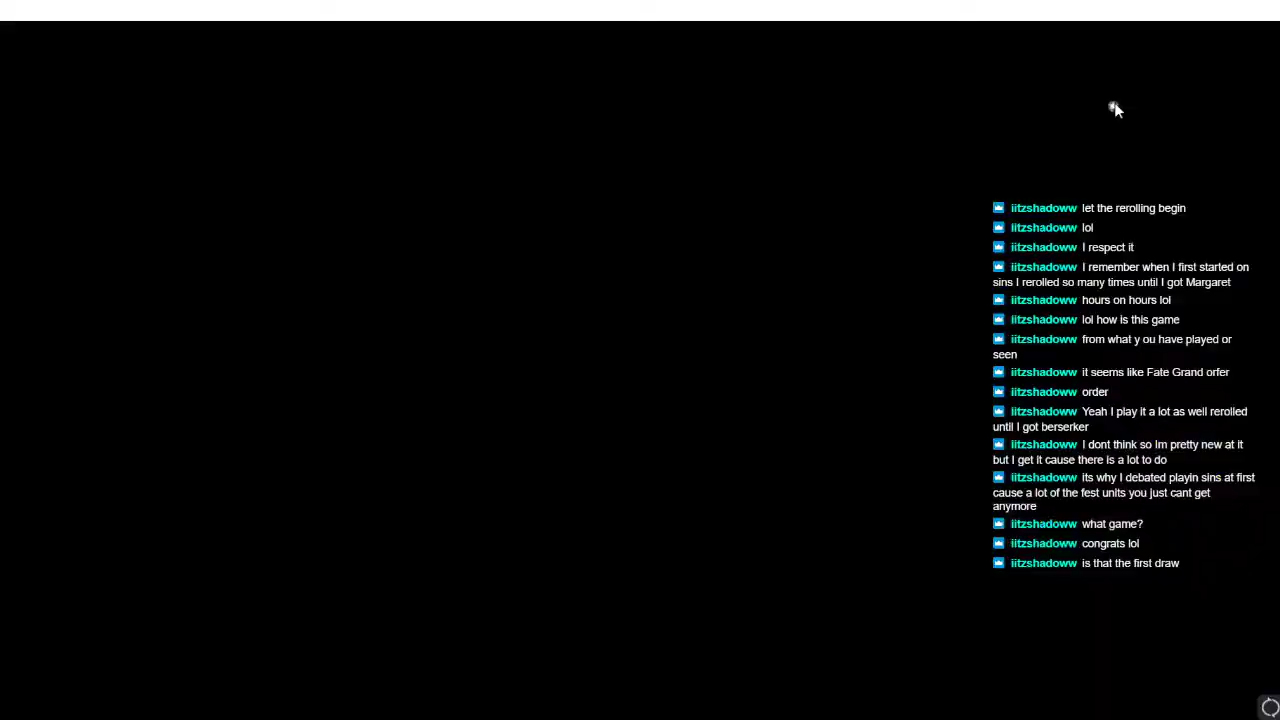 iitzshadoww let the rerolling begin
iitzshadoww lol
iitzshadoww I respect it
iitzshadoww I remember when I first started on
sins I rerolled so many times until I got Margaret
iitzshadoww hours on hours lol
iitzshadoww lol how is this game
iitzshadoww from what y ou have played or
seen
iitzshadoww it seems like Fate Grand orfer
iitzshadoww order
iitzshadoww Yeah I play it a lot as well rerolled
until I got berserker
iitzshadoww I dont think so Im pretty new at it
but I get it cause there is a lot to do
iitzshadoww its why I debated playin sins at first
cause a lot of the fest units you just cant get
anymore
iitzshadoww what game?
iitzshadoww congrats lol
iitzshadoww is that the first draw